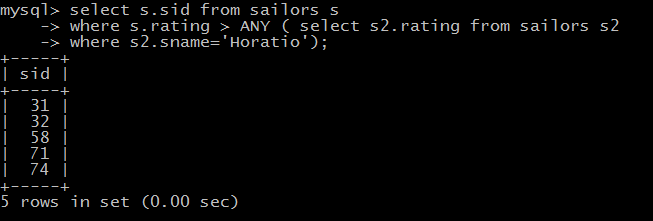 mysql> select s.sid from sailors s
    -> where s.rating > ANY ( select s2.rating from sailors s2
    -> where s2.sname='Horatio');
+-----+
| sid |
+-----+
|  31 |
|  32 |
|  58 |
|  71 |
|  74 |
+-----+
5 rows in set (0.00 sec)